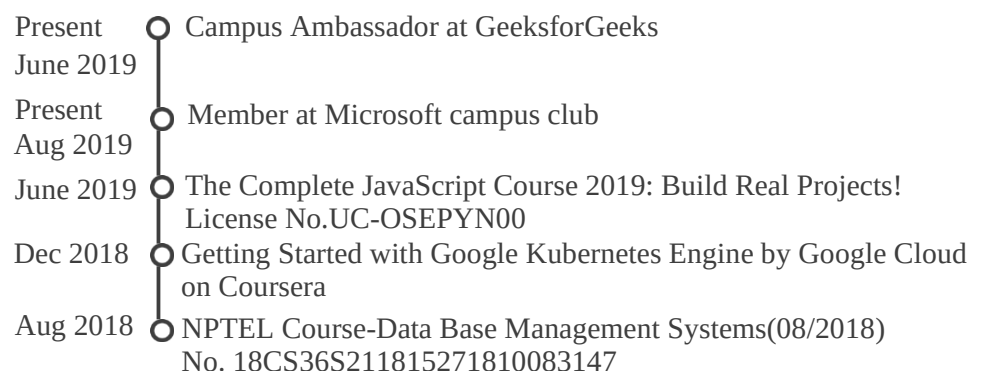 Present Campus Ambassador at GeeksforGeeks
June 2019
Present
Member at Microsoft campus club
Aug 2019
June 2019 The Complete JavaScript Course 2019: Build Real Projects!
License No.UC-OSEPYN00
Dec 2018 Getting Started with Google Kubernetes Engine by Google Cloud
on Coursera
Aug 2018 NPTEL Course-Data Base Management Systems(08/2018)
No. 18CS36S211815271810083147